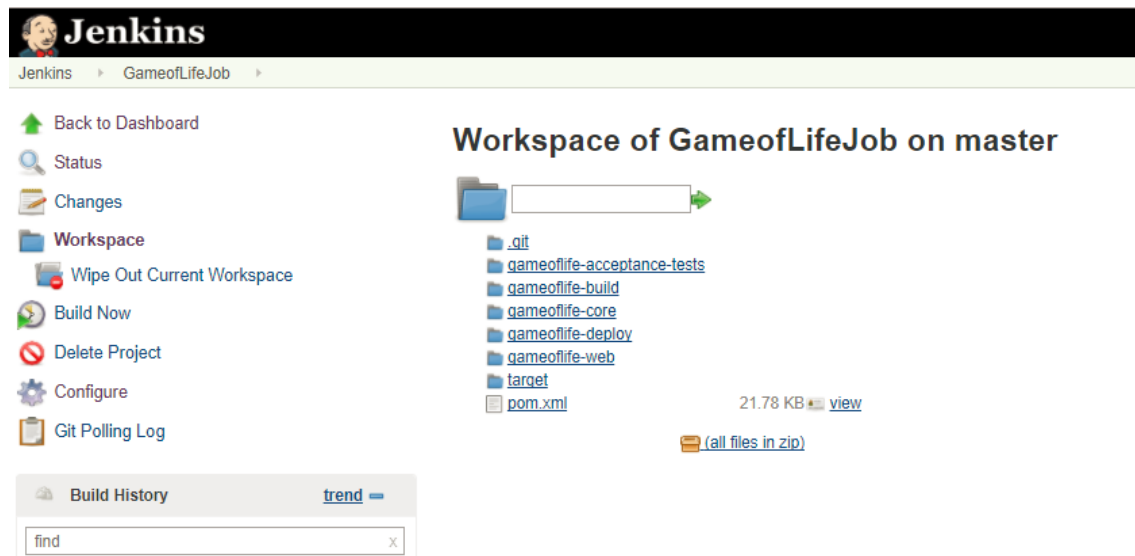 Jenkins
Jenkins GameofLifeJob
Back to Dashboard
Status
Changes
Workspace
Wipe Out Current Workspace
Build Now
Delete Project
Configure
Git Polling Log
Build History trend
find x
Workspace of GameofLifeJob on master
.git
gameoflife-acceptance-tests
gameoflife-build
gameoflife-core
gameoflife-deploy
gameoflife-web
target
pom.xml 21.78 KB view
(all files in zip)